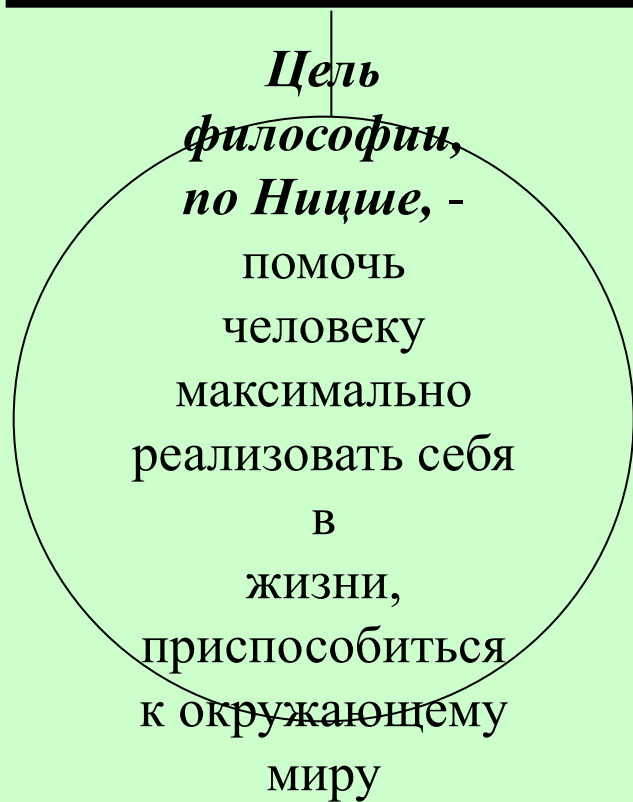 Цель
философии,
по Ницше, -
помочь
человеку
максимально
реализовать себя
в
жизни,
приспособиться
к окружающему
миру